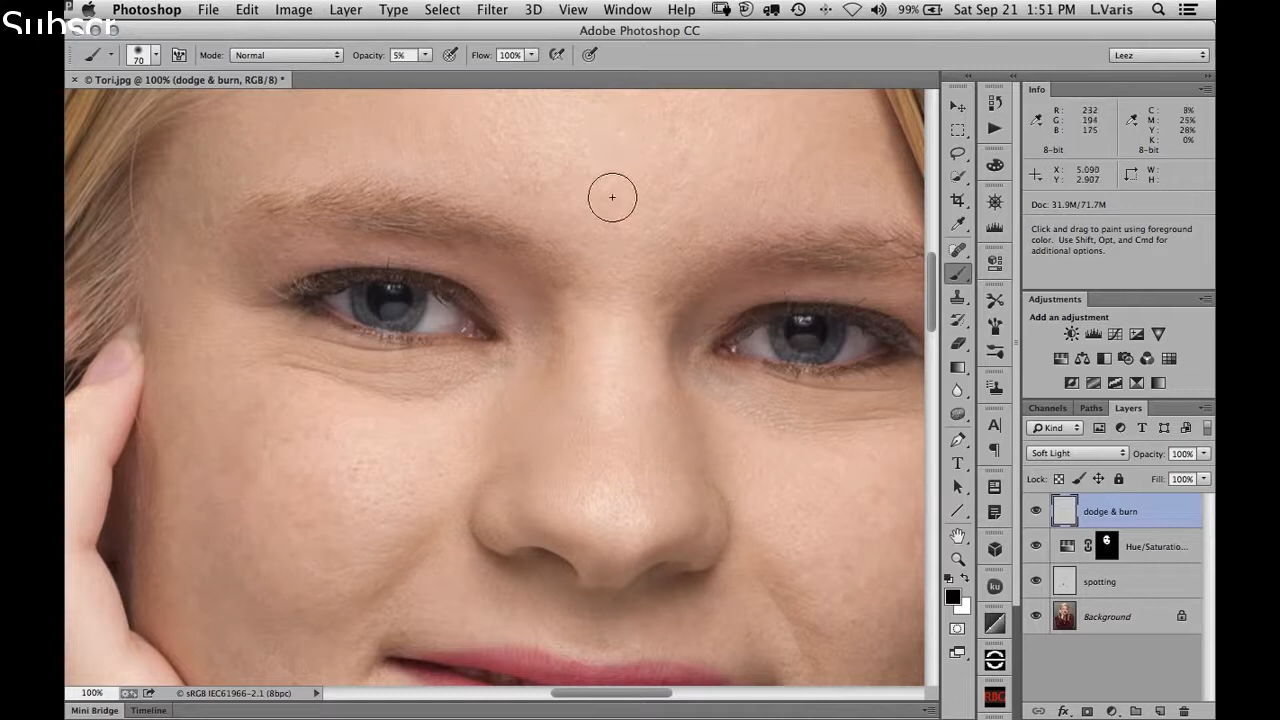 Subscr
Photoshop File Edit Image Layer Type Select Filter 3D View Window Help 99% Sat Sep 21 1:51 PM L.Varis
Adobe Photoshop CC
70 Mode: Normal Opacity: 5% Flow: 100% Leez
× © Tori.jpg @ 100% (dodge & burn, RGB/8) *
Info
R: 232 C: 8%
G: 194 M: 25%
B: 175 Y: 28%
K: 0%
8-bit 8-bit
X: 5.090 W:
Y: 2.907 H:
Doc: 31.9M/71.7M
Click and drag to paint using foreground
color. Use Shift, Opt, and Cmd for
additional options.
Adjustments
Add an adjustment
Channels Paths Layers
Kind
Soft Light Opacity: 100%
Lock: Fill: 100%
dodge & burn
Hue/Saturatio...
spotting
Background
ku
RBG
100% © sRGB IEC61966-2.1 (8bpc)
Mini Bridge Timeline